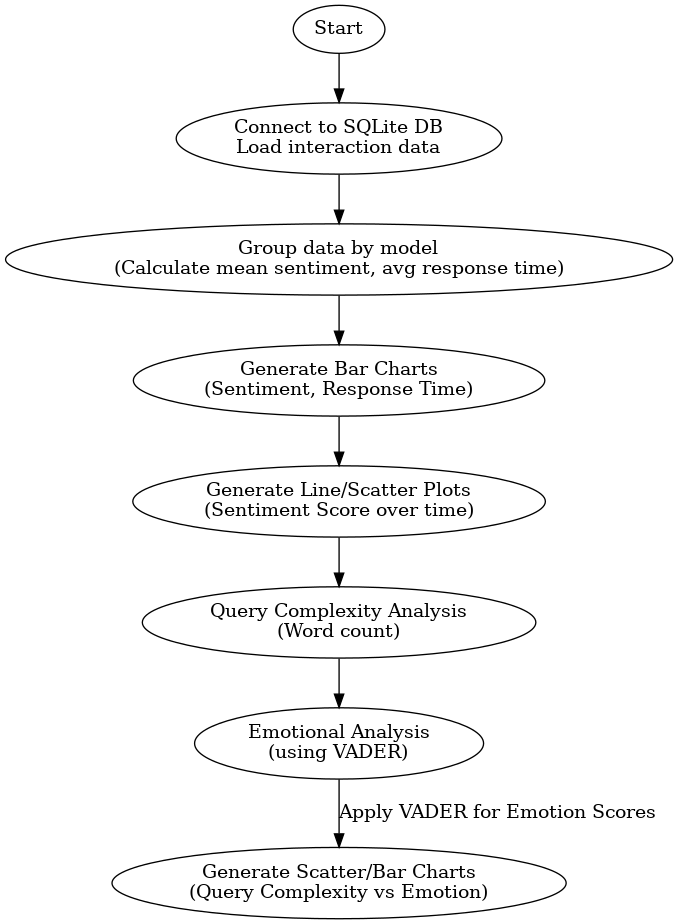 Start
Connect to SQLite DB
Load interaction data
Group data by model
(Calculate mean sentiment, avg response time)
Generate Bar Charts
(Sentiment, Response Time)
Generate Line/Scatter Plots
(Sentiment Score over time)
Query Complexity Analysis
(Word count)
Emotional Analysis
(using VADER)
Apply VADER for Emotion Scores
Generate Scatter/Bar Charts
(Query Complexity vs Emotion)